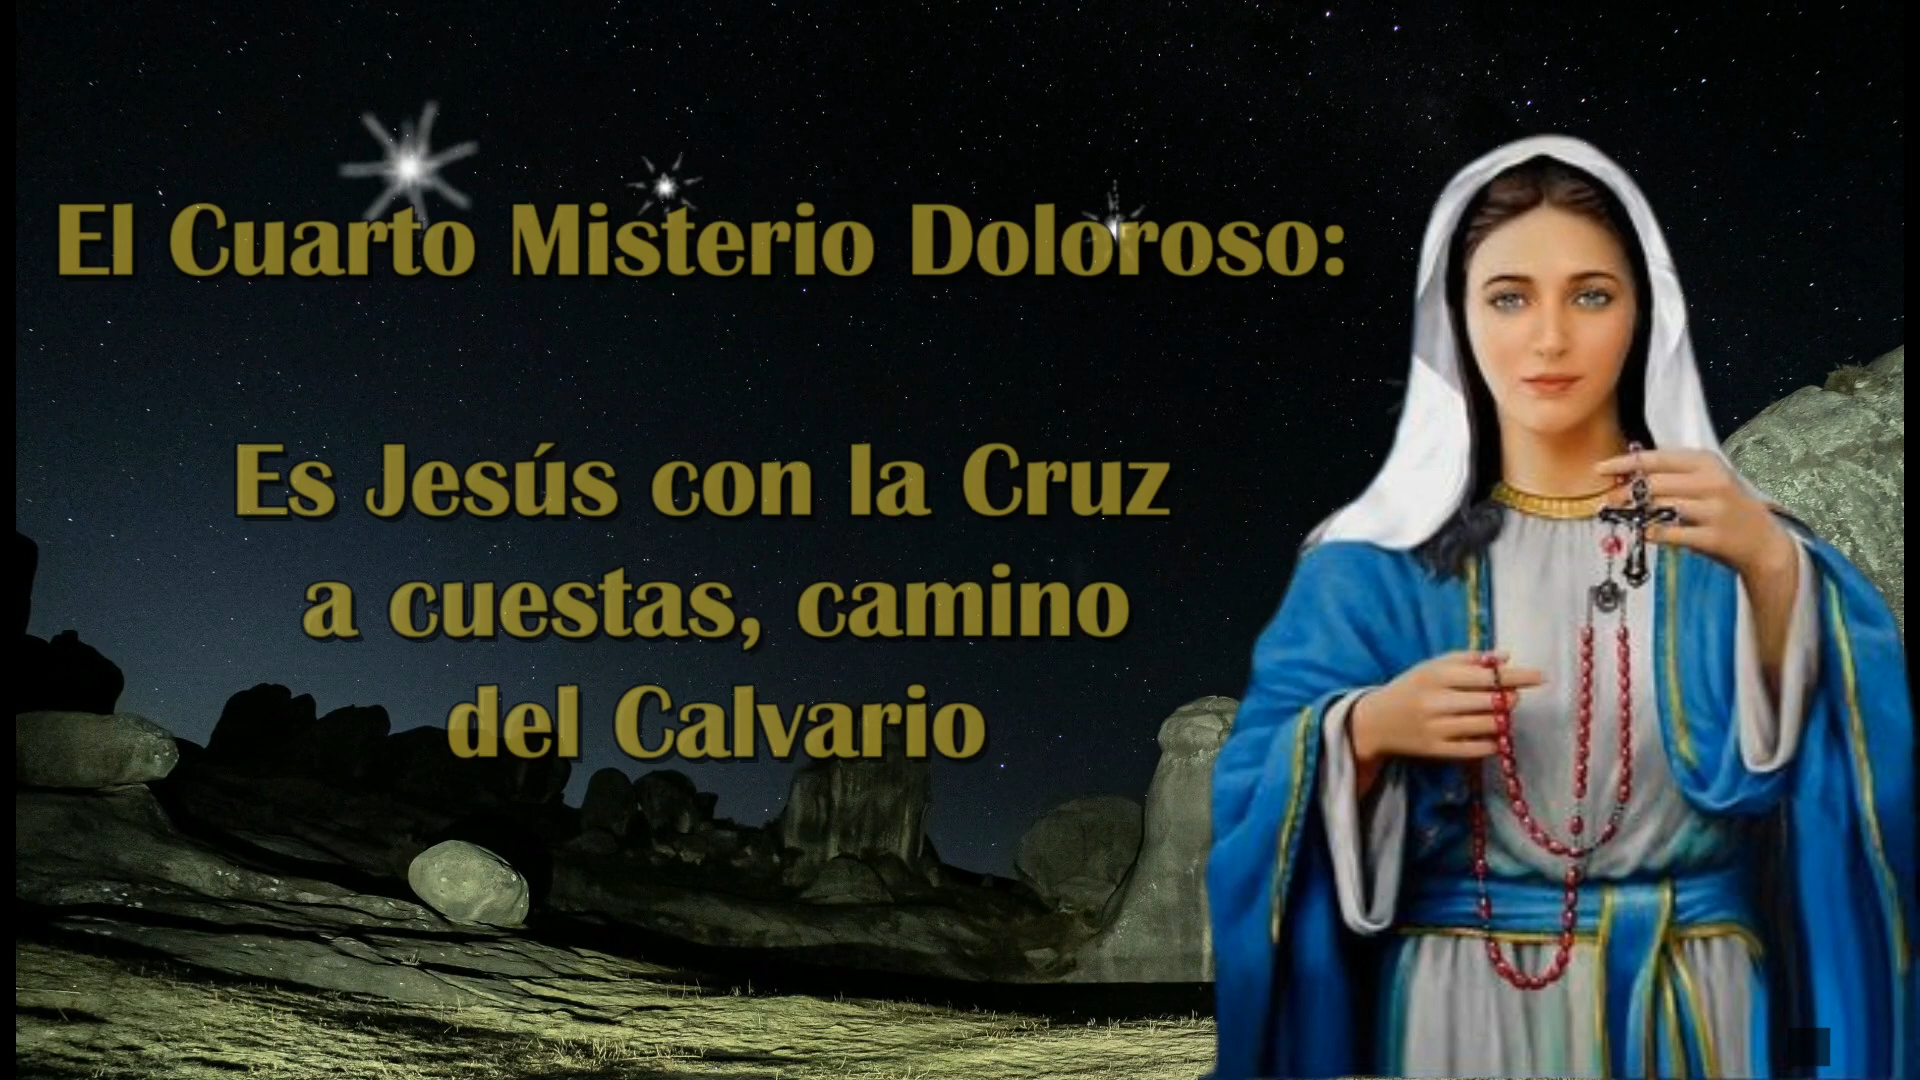 El Cuarto Misterio Doloroso:
Es Jesús con la Cruz
a cuestas, camino
del Calvario